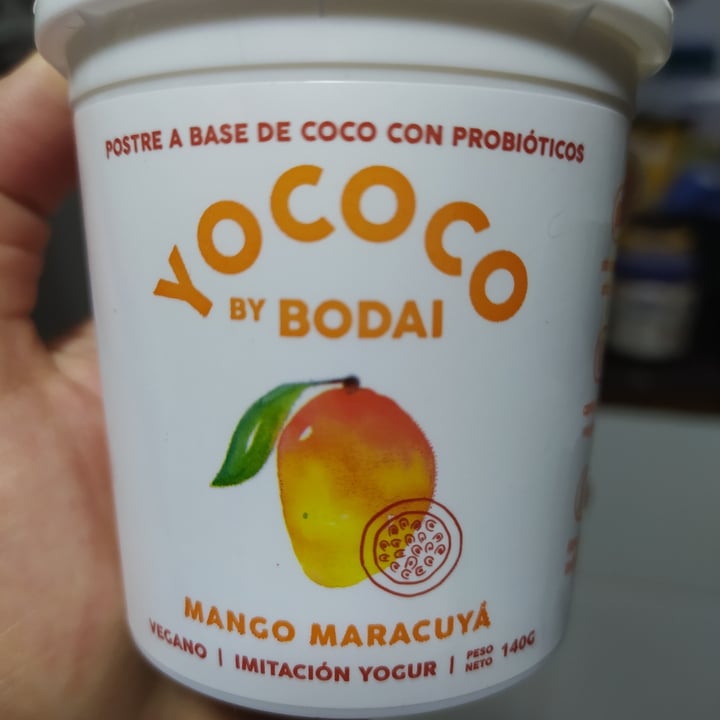 POSTRE A BASE DE COCO CON PROBIÓTICOS
YOCOCO
BY BODAI
MANGO MARACUYÁ
VEGANO | IMITACIÓN YOGUR | PESO NETO 140G